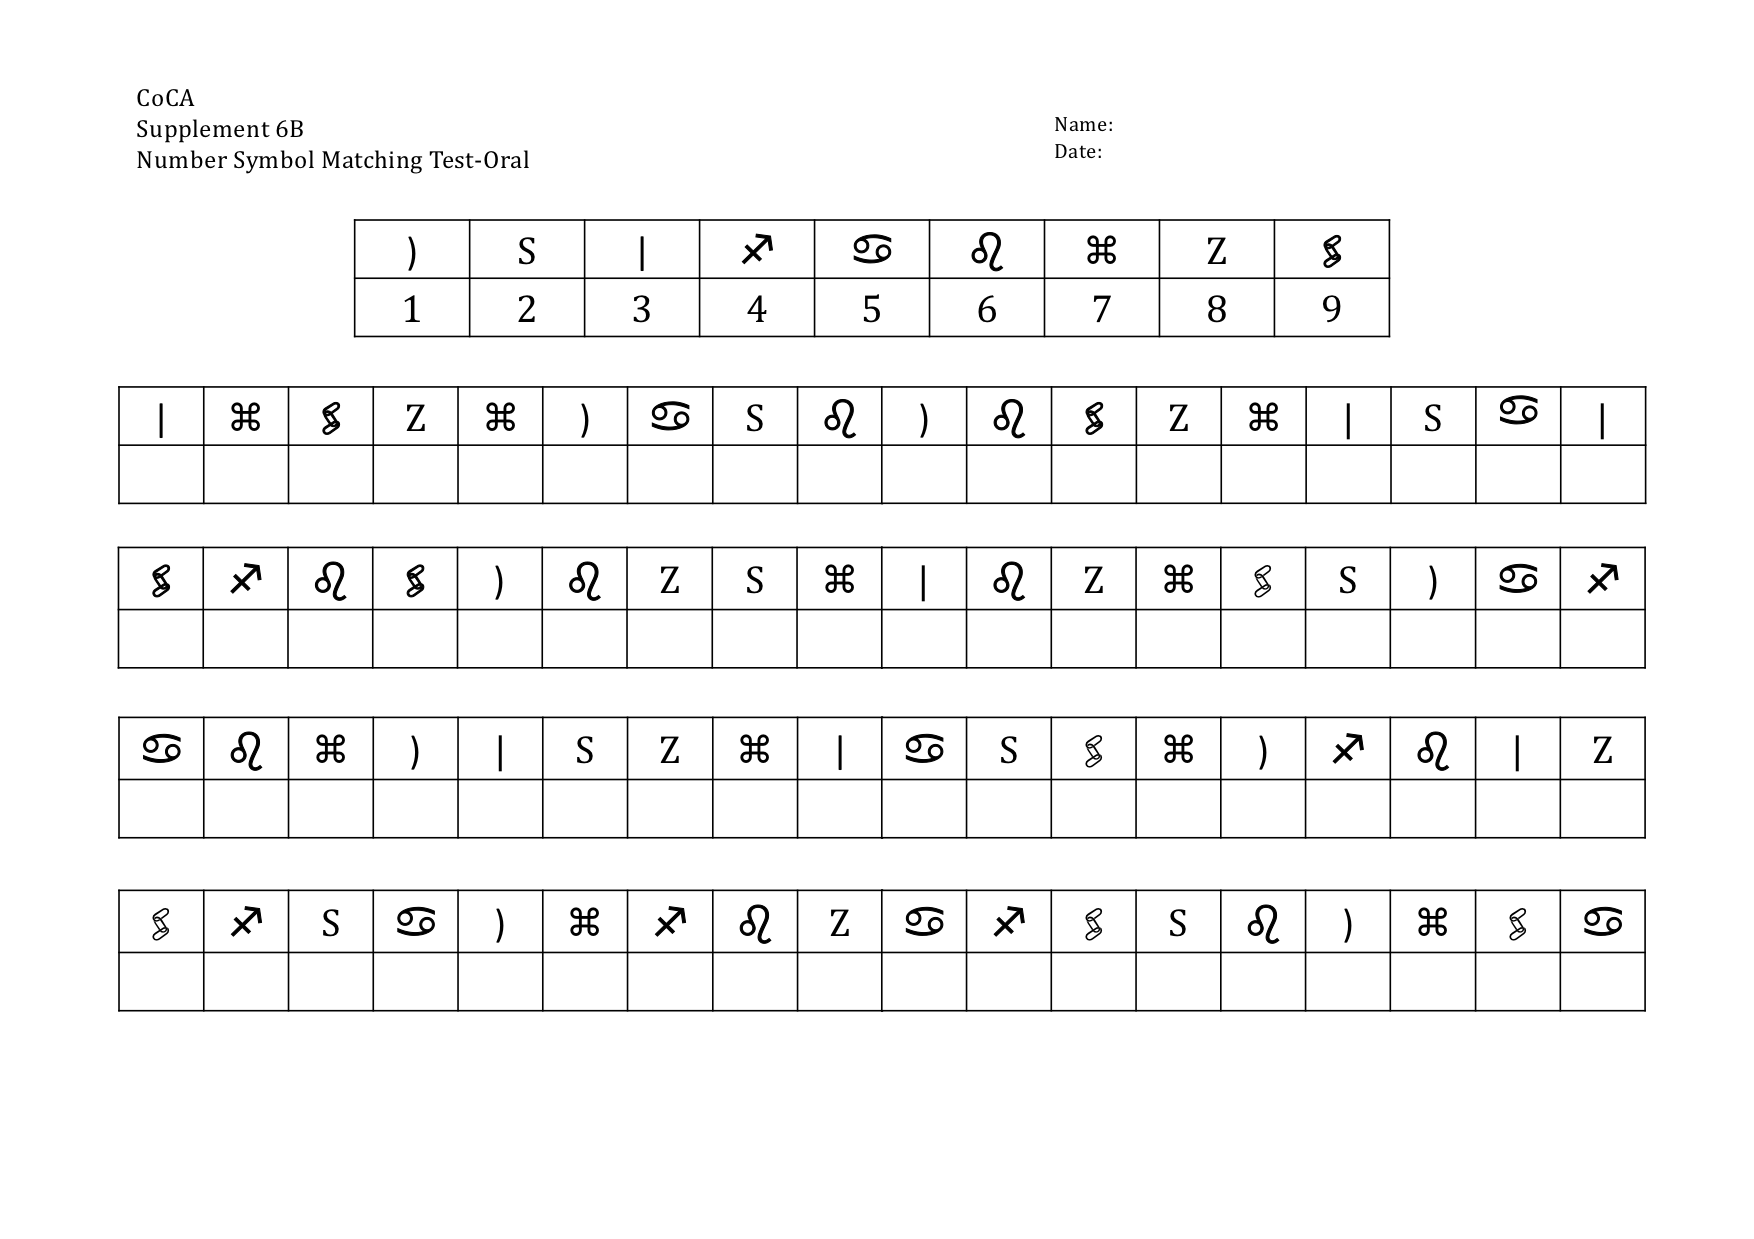 CoCA
Supplement 6B
Number Symbol Matching Test-Oral
Name:
Date:
) S | ♐ ♋ ♌ ⌘ Z 🙰
1 2 3 4 5 6 7 8 9
| ⌘ 🙰 Z ⌘ ) ♋ S ♌ ) ♌ 🙰 Z ⌘ | S ♋ |
🙰 ♐ ♌ 🙰 ) ♌ Z S ⌘ | ♌ Z ⌘ 🙰 S ) ♋ ♐
♋ ♌ ⌘ ) | S Z ⌘ | ♋ S 🙰 ⌘ ) ♐ ♌ | Z
🙰 ♐ S ♋ ) ⌘ ♐ ♌ Z ♋ ♐ 🙰 S ♌ ) ⌘ 🙰 ♋